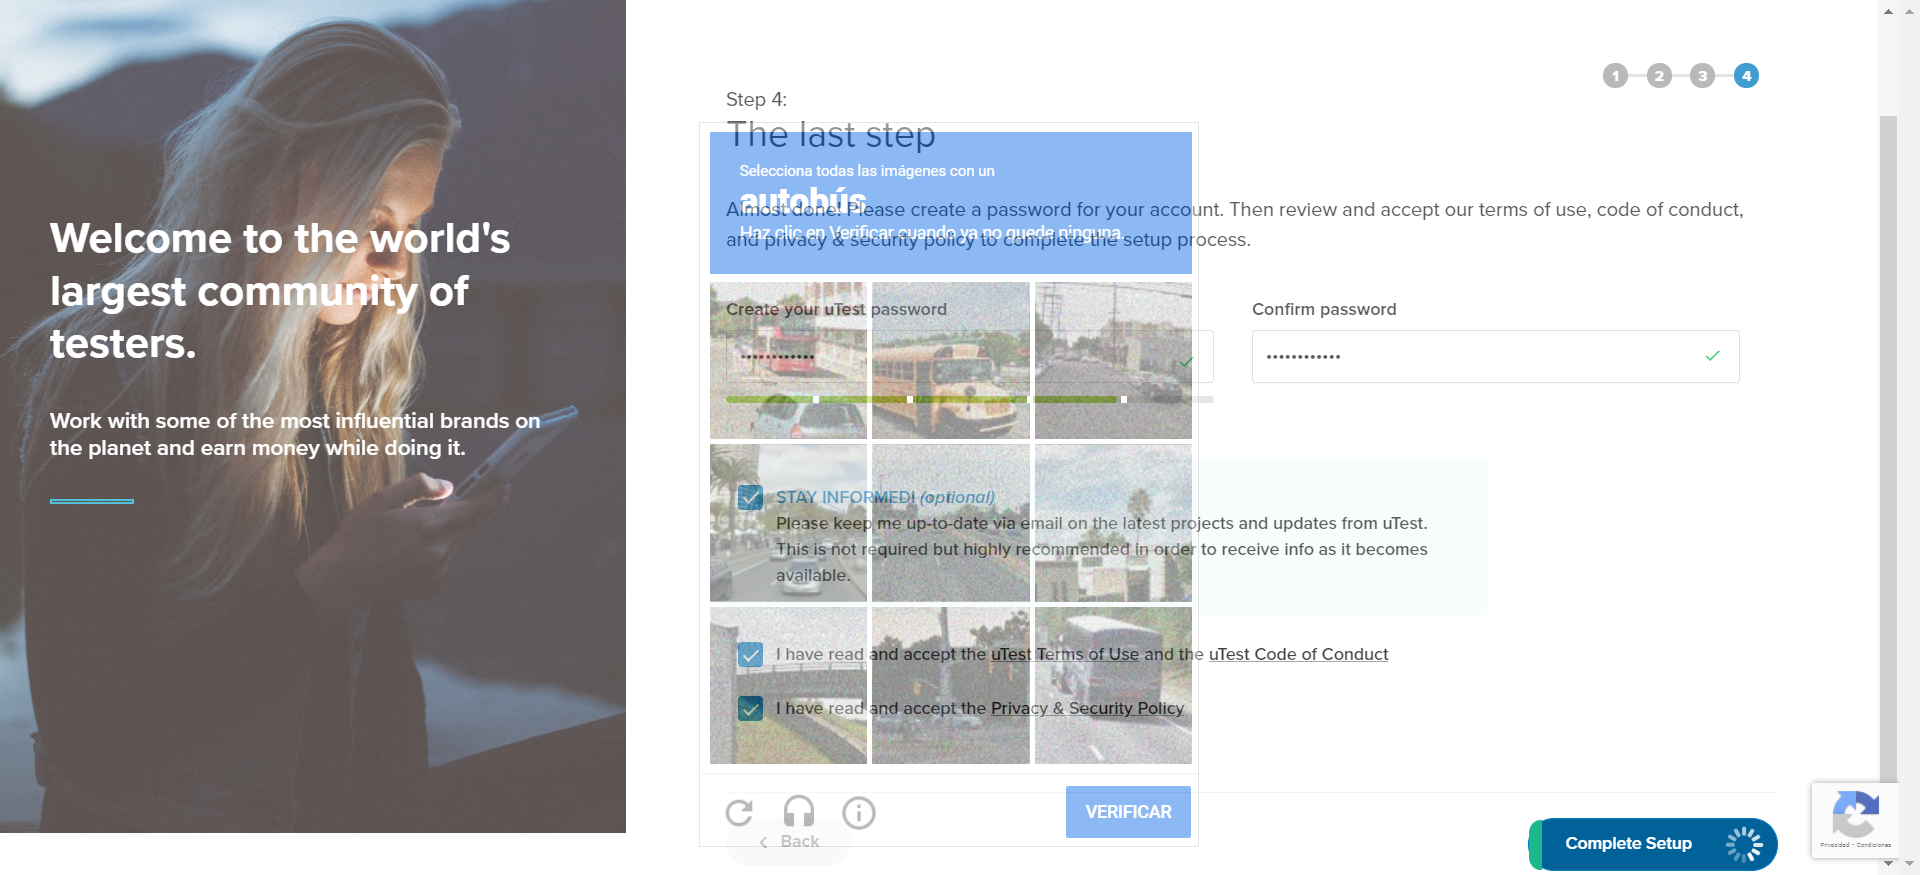 1 2 3 4
Step 4:
The last step
Selecciona todas las imágenes con un
autobús
Haz clic en Verificar cuando ya no quede ninguna.
Almost done! Please create a password for your account. Then review and accept our terms of use, code of conduct,
and privacy & security policy to complete the setup process.
Welcome to the world's
largest community of
testers.
Work with some of the most influential brands on
the planet and earn money while doing it.
Create your uTest password
Confirm password
STAY INFORMED! (optional)
Please keep me up-to-date via email on the latest projects and updates from uTest.
This is not required but highly recommended in order to receive info as it becomes
available.
I have read and accept the uTest Terms of Use and the uTest Code of Conduct
I have read and accept the Privacy & Security Policy
VERIFICAR
Back
Complete Setup
Privacidad - Condiciones